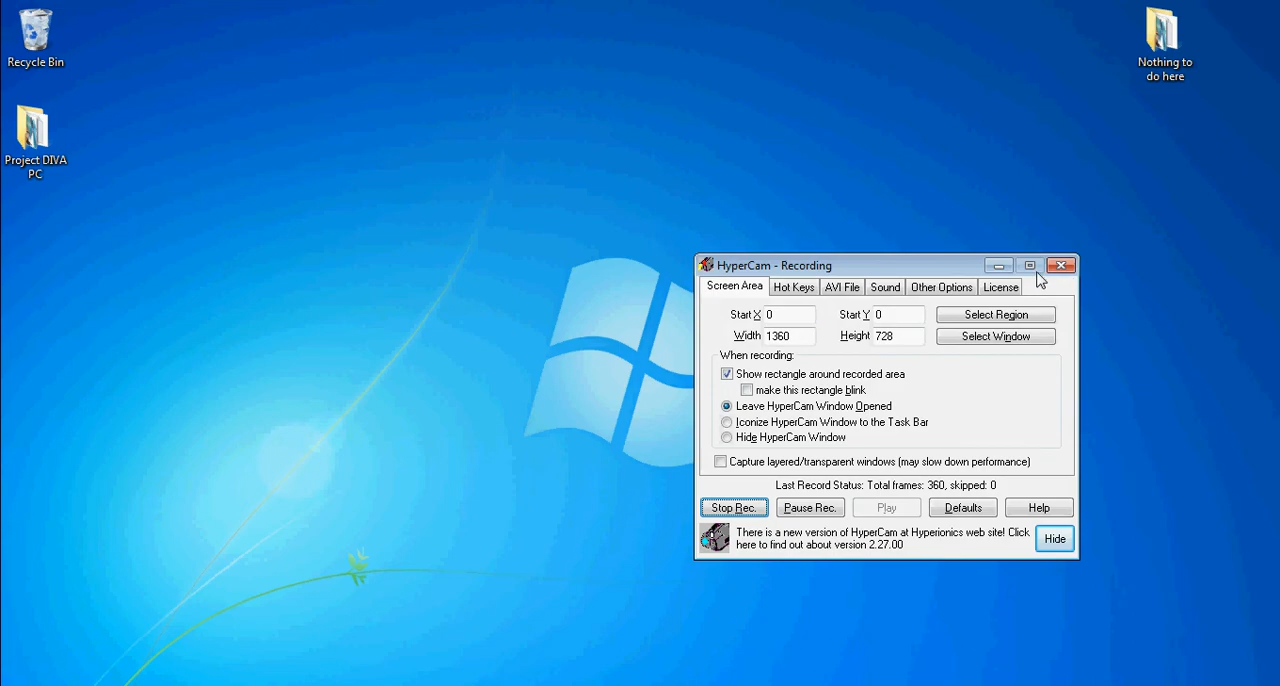 Recycle Bin
Project DIVA
PC
Nothing to
do here
HyperCam - Recording
Screen Area Hot Keys AVI File Sound Other Options License
Start X 0 Start Y 0 Select Region
Width 1360 Height 728 Select Window
When recording:
Show rectangle around recorded area
make this rectangle blink
Leave HyperCam Window Opened
Iconize HyperCam Window to the Task Bar
Hide HyperCam Window
Capture layered/transparent windows (may slow down performance)
Last Record Status: Total frames: 360, skipped: 0
Stop Rec. Pause Rec. Play Defaults Help
There is a new version of HyperCam at Hyperionics web site! Click
here to find out about version 2.27.00
Hide